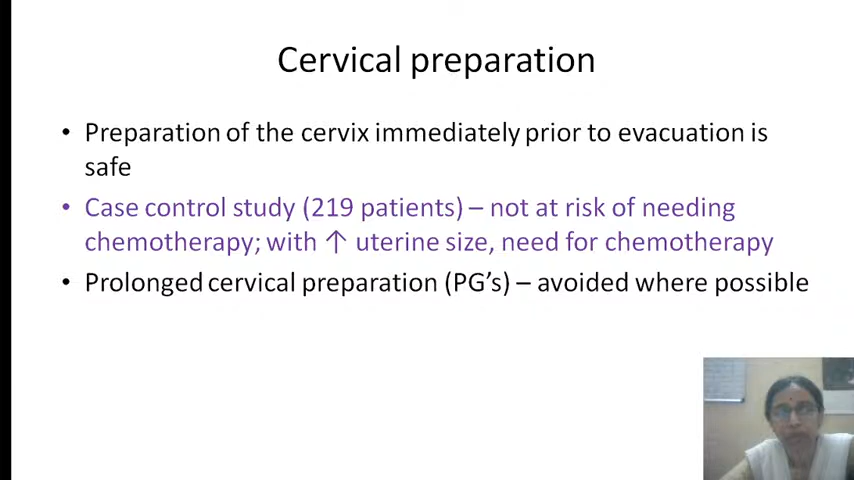 Cervical preparation
• Preparation of the cervix immediately prior to evacuation is
safe
• Case control study (219 patients) – not at risk of needing
chemotherapy; with ↑ uterine size, need for chemotherapy
• Prolonged cervical preparation (PG’s) – avoided where possible